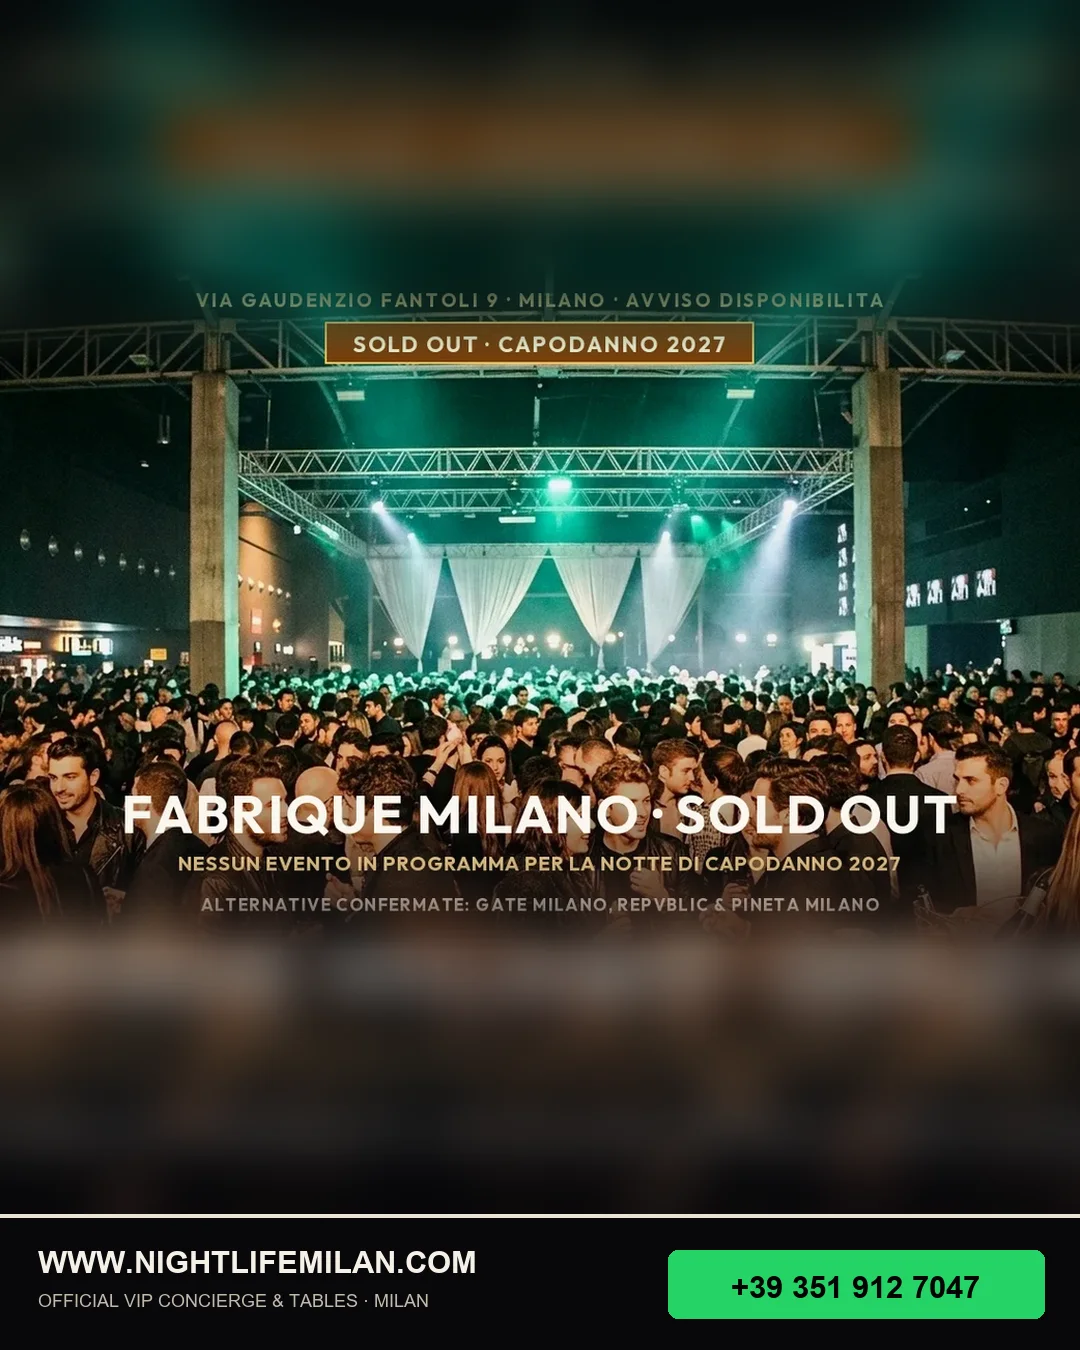 VIA GAUDENZIO FANTOLI 9 · MILANO · AVVISO DISPONIBILITA
SOLD OUT · CAPODANNO 2027
FABRIQUE MILANO · SOLD OUT
NESSUN EVENTO IN PROGRAMMA PER LA NOTTE DI CAPODANNO 2027
ALTERNATIVE CONFERMATE: GATE MILANO, REPVBLIC & PINETA MILANO
WWW.NIGHTLIFEMILAN.COM
OFFICIAL VIP CONCIERGE & TABLES · MILAN
+39 351 912 7047